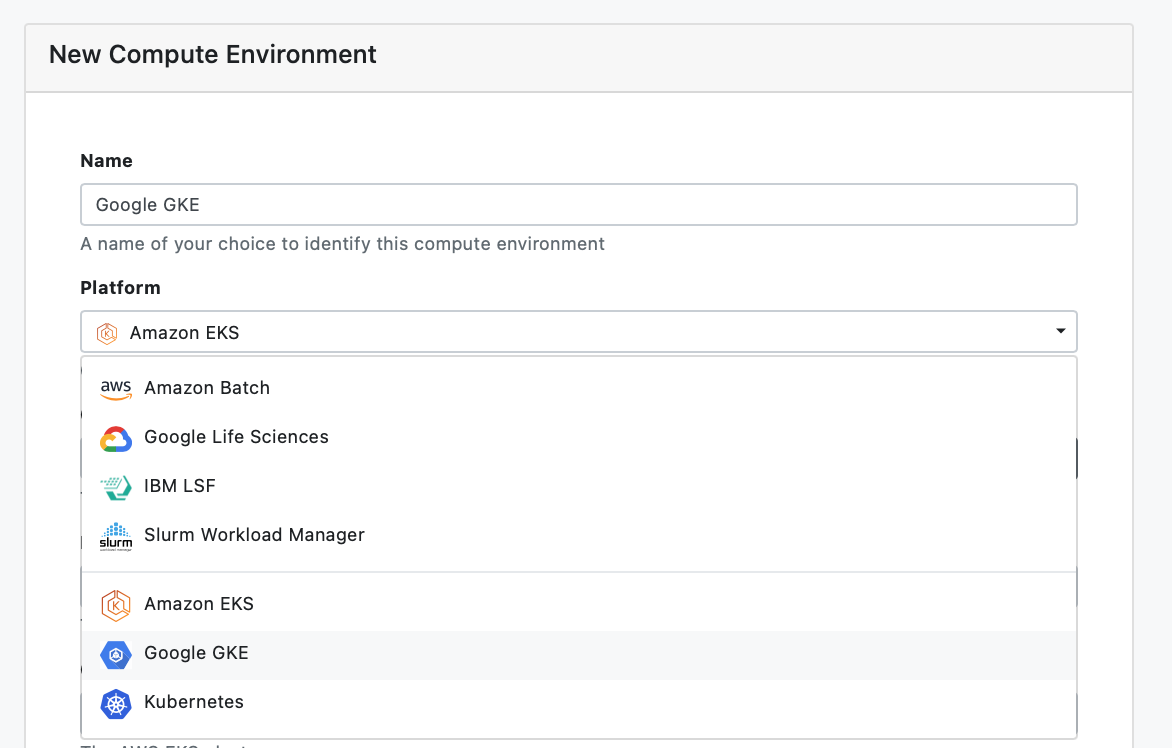 New Compute Environment
Name
Google GKE
A name of your choice to identify this compute environment
Platform
Amazon EKS
aws Amazon Batch
Google Life Sciences
IBM LSF
slurm Slurm Workload Manager
Amazon EKS
Google GKE
Kubernetes